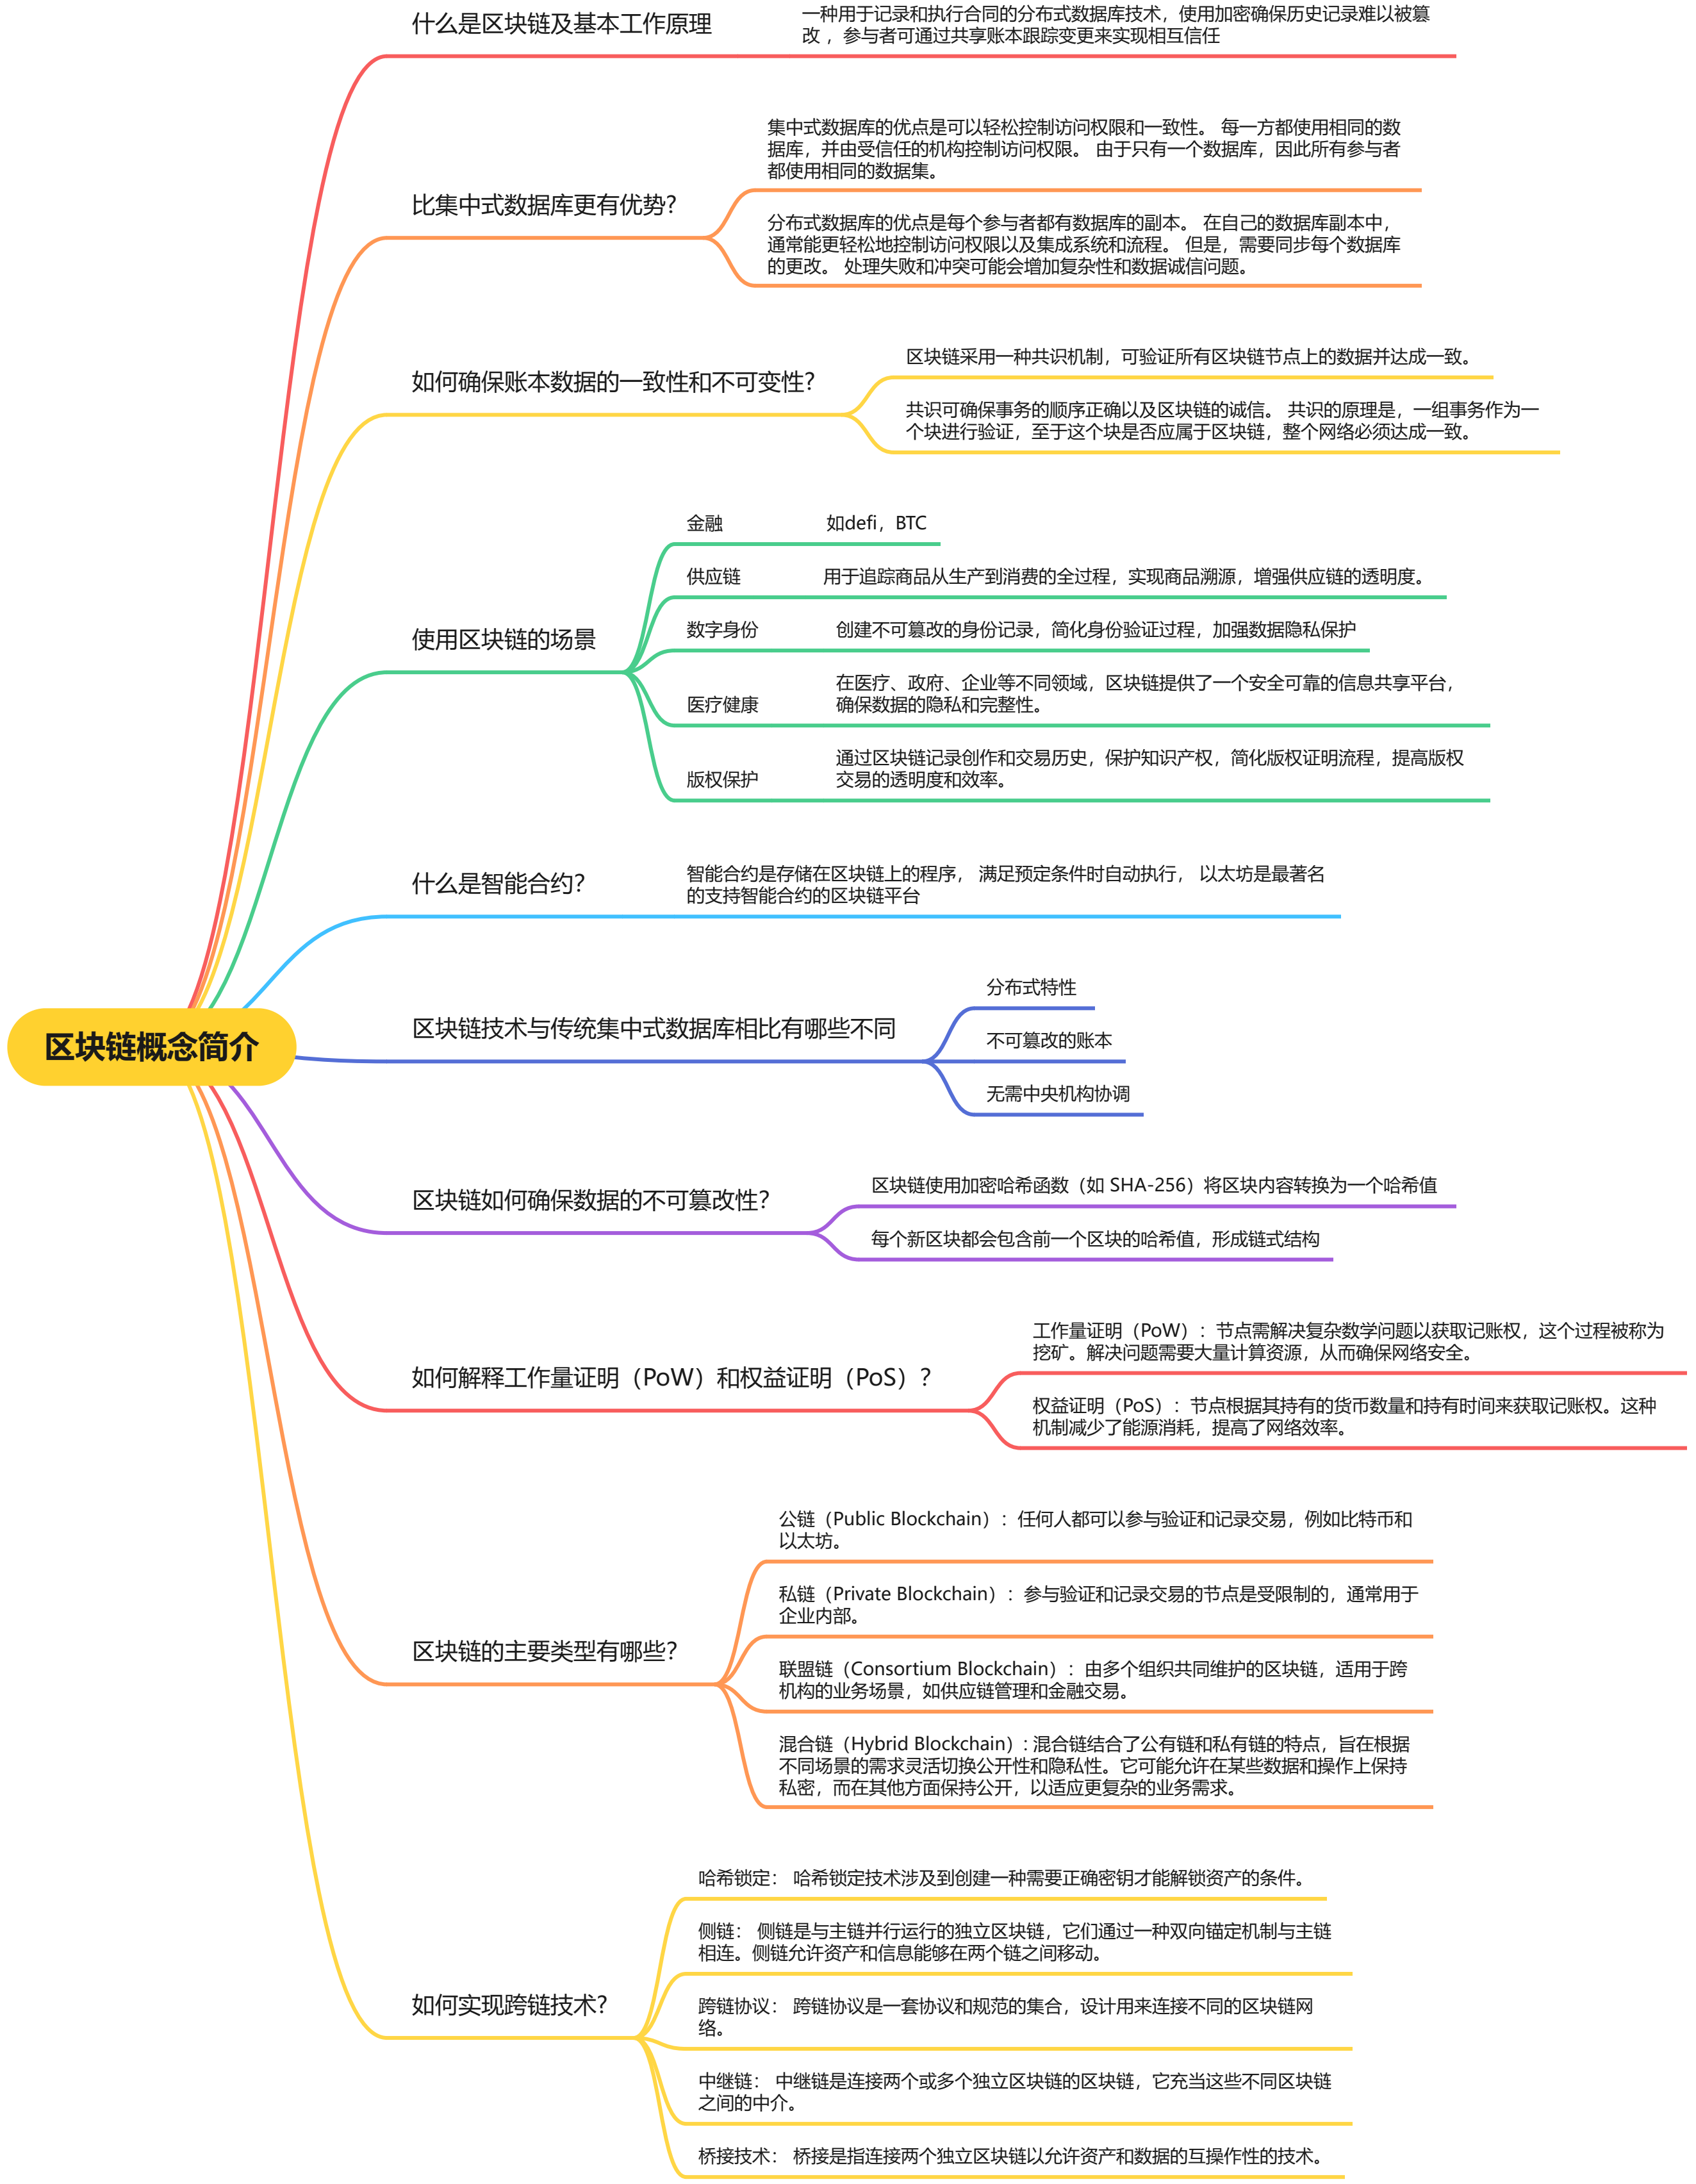 什么是区块链及基本工作原理
一种用于记录和执行合同的分布式数据库技术，使用加密确保历史记录难以被篡
改 ，参与者可通过共享账本跟踪变更来实现相互信任
比集中式数据库更有优势?
集中式数据库的优点是可以轻松控制访问权限和一致性。 每一方都使用相同的数
据库，并由受信任的机构控制访问权限。 由于只有一个数据库，因此所有参与者
都使用相同的数据集。
分布式数据库的优点是每个参与者都有数据库的副本。 在自己的数据库副本中，
通常能更轻松地控制访问权限以及集成系统和流程。 但是，需要同步每个数据库
的更改。 处理失败和冲突可能会增加复杂性和数据诚信问题。
如何确保账本数据的一致性和不可变性?
区块链采用一种共识机制，可验证所有区块链节点上的数据并达成一致。
共识可确保事务的顺序正确以及区块链的诚信。 共识的原理是，一组事务作为一
个块进行验证，至于这个块是否应属于区块链，整个网络必须达成一致。
使用区块链的场景
金融
如defi，BTC
供应链
用于追踪商品从生产到消费的全过程，实现商品溯源，增强供应链的透明度。
数字身份
创建不可篡改的身份记录，简化身份验证过程，加强数据隐私保护
医疗健康
在医疗、政府、企业等不同领域，区块链提供了一个安全可靠的信息共享平台，
确保数据的隐私和完整性。
版权保护
通过区块链记录创作和交易历史，保护知识产权，简化版权证明流程，提高版权
交易的透明度和效率。
什么是智能合约？
智能合约是存储在区块链上的程序， 满足预定条件时自动执行， 以太坊是最著名
的支持智能合约的区块链平台
区块链概念简介
区块链技术与传统集中式数据库相比有哪些不同
分布式特性
不可篡改的账本
无需中央机构协调
区块链如何确保数据的不可篡改性？
区块链使用加密哈希函数（如 SHA-256）将区块内容转换为一个哈希值
每个新区块都会包含前一个区块的哈希值，形成链式结构
如何解释工作量证明（PoW）和权益证明（PoS）？
工作量证明（PoW）：节点需解决复杂数学问题以获取记账权，这个过程被称为
挖矿。解决问题需要大量计算资源，从而确保网络安全。
权益证明（PoS）：节点根据其持有的货币数量和持有时间来获取记账权。这种
机制减少了能源消耗，提高了网络效率。
区块链的主要类型有哪些？
公链（Public Blockchain）：任何人都可以参与验证和记录交易，例如比特币和
以太坊。
私链（Private Blockchain）：参与验证和记录交易的节点是受限制的，通常用于
企业内部。
联盟链（Consortium Blockchain）：由多个组织共同维护的区块链，适用于跨
机构的业务场景，如供应链管理和金融交易。
混合链（Hybrid Blockchain）: 混合链结合了公有链和私有链的特点，旨在根据
不同场景的需求灵活切换公开性和隐私性。它可能允许在某些数据和操作上保持
私密，而在其他方面保持公开，以适应更复杂的业务需求。
如何实现跨链技术?
哈希锁定： 哈希锁定技术涉及到创建一种需要正确密钥才能解锁资产的条件。
侧链： 侧链是与主链并行运行的独立区块链，它们通过一种双向锚定机制与主链
相连。侧链允许资产和信息能够在两个链之间移动。
跨链协议： 跨链协议是一套协议和规范的集合，设计用来连接不同的区块链网
络。
中继链： 中继链是连接两个或多个独立区块链的区块链，它充当这些不同区块链
之间的中介。
桥接技术： 桥接是指连接两个独立区块链以允许资产和数据的互操作性的技术。